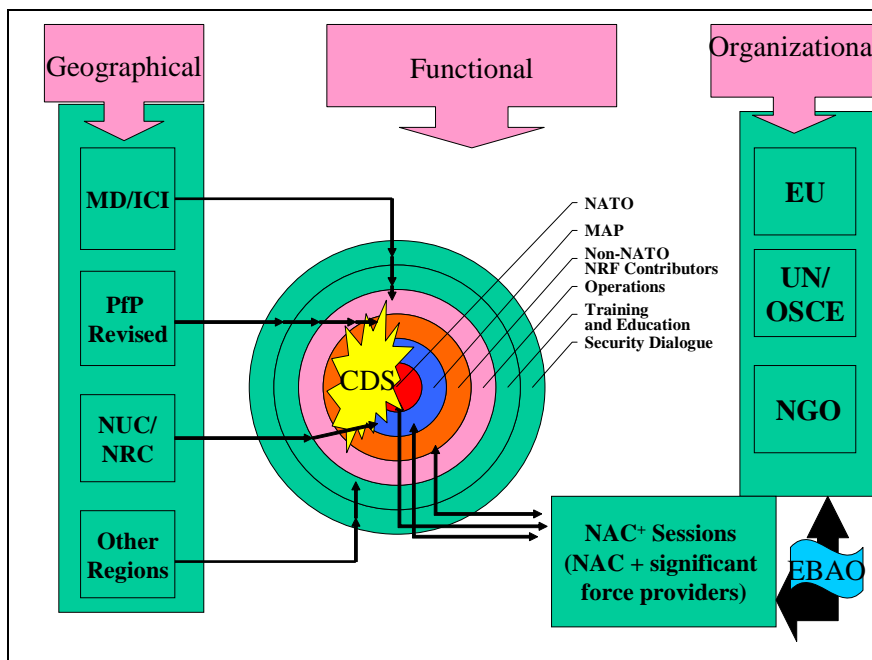 Geographical
Functional
Organizational
MD/ICI
PfP
Revised
NUC/
NRC
Other
Regions
CDS
NATO
MAP
Non-NATO
NRF Contributors
Operations
Training
and Education
Security Dialogue
EU
UN/
OSCE
NGO
NAC+ Sessions
(NAC + significant
force providers)
EBAO